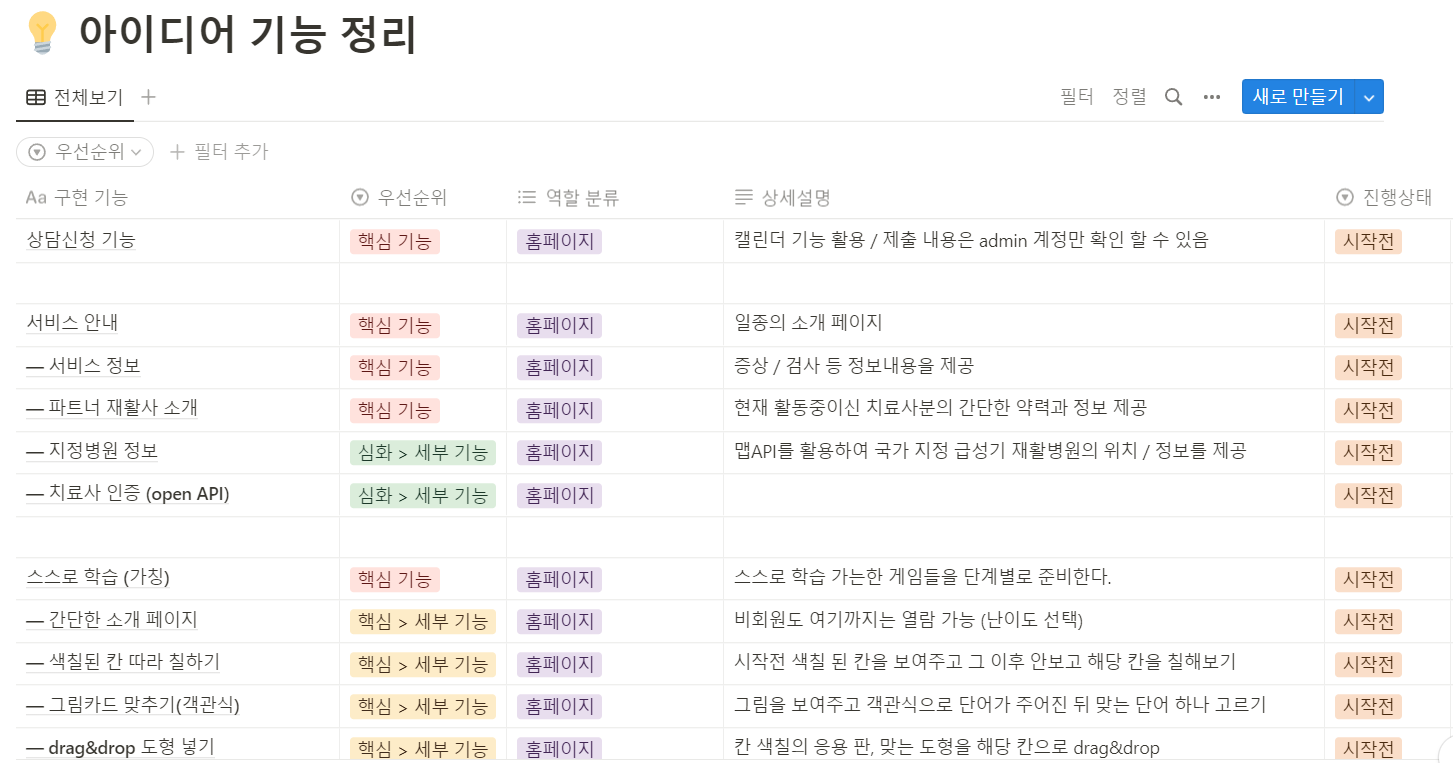 아이디어 기능 정리
전체보기
필터 정렬 새로 만들기
우선순위 필터 추가
Aa 구현 기능 우선순위 역할 분류 상세설명 진행상태
상담신청 기능 핵심 기능 홈페이지 캘린더 기능 활용 / 제출 내용은 admin 계정만 확인 할 수 있음 시작전
서비스 안내 핵심 기능 홈페이지 일종의 소개 페이지 시작전
— 서비스 정보 핵심 기능 홈페이지 증상 / 검사 등 정보내용을 제공 시작전
— 파트너 재활사 소개 핵심 기능 홈페이지 현재 활동중이신 치료사분의 간단한 약력과 정보 제공 시작전
— 지정병원 정보 심화 > 세부 기능 홈페이지 맵API를 활용하여 국가 지정 급성기 재활병원의 위치 / 정보를 제공 시작전
— 치료사 인증 (open API) 심화 > 세부 기능 홈페이지 시작전
스스로 학습 (가칭) 핵심 기능 홈페이지 스스로 학습 가는한 게임들을 단계별로 준비한다. 시작전
— 간단한 소개 페이지 핵심 > 세부 기능 홈페이지 비회원도 여기까지는 열람 가능 (난이도 선택) 시작전
— 색칠된 칸 따라 칠하기 핵심 > 세부 기능 홈페이지 시작전 색칠 된 칸을 보여주고 그 이후 안보고 해당 칸을 칠해보기 시작전
— 그림카드 맞추기(객관식) 핵심 > 세부 기능 홈페이지 그림을 보여주고 객관식으로 단어가 주어진 뒤 맞는 단어 하나 고르기 시작전
— drag&drop 도형 넣기 핵심 > 세부 기능 홈페이지 칸 색칠의 응용 판, 맞는 도형을 해당 칸으로 drag&drop 시작전